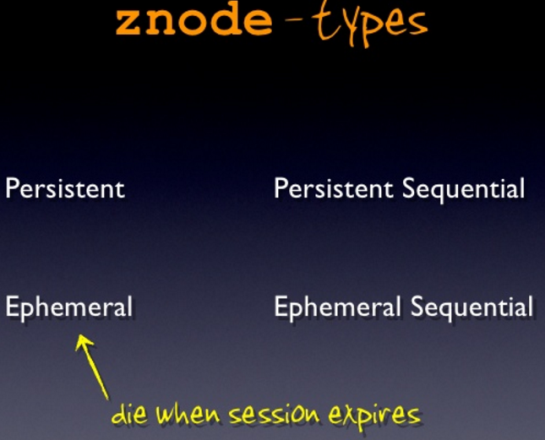 znode - types
Persistent Persistent Sequential
Ephemeral Ephemeral Sequential
die when session expires